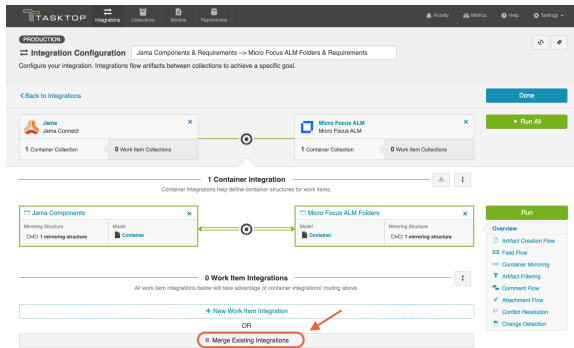 TASKTOP
Integrations
Collections
Models
Repositories
Activity
Metrics
Help
Settings
PRODUCTION
Integration Configuration
Jama Components & Requirements --> Micro Focus ALM Folders & Requirements
Configure your integration. Integrations flow artifacts between collections to achieve a specific goal.
Back to Integrations
Done
Jama
Jama Connect
1 Container Collection
0 Work Item Collections
Micro Focus ALM
Micro Focus ALM
1 Container Collection
0 Work Item Collections
Run All
1 Container Integration
Container integrations help define container structures for work items.
Jama Components
Mirroring Structure
1 mirroring structure
Model
Container
Micro Focus ALM Folders
Model
Container
Mirroring Structure
1 mirroring structure
Run
Overview
Artifact Creation Flow
Field Flow
Container Mirroring
Artifact Filtering
Comment Flow
Attachment Flow
Conflict Resolution
Change Detection
0 Work Item Integrations
All work item integrations below will take advantage of container integrations' routing above.
+ New Work Item Integration
OR
Merge Existing Integrations